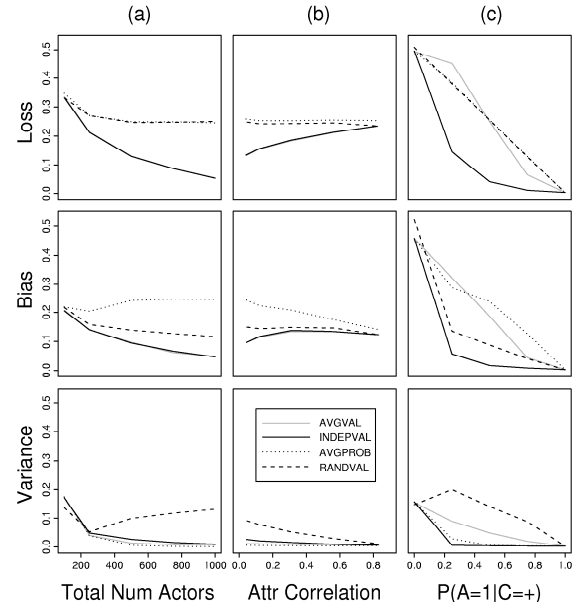 (a) (b) (c)
Loss
0.0 0.1 0.2 0.3 0.4 0.5
Bias
0.0 0.1 0.2 0.3 0.4 0.5
Variance
0.0 0.1 0.2 0.3 0.4 0.5
AVGVAL
INDEPVAL
AVGPROB
RANDVAL
200 400 600 800 1000 0.0 0.2 0.4 0.6 0.8 0.0 0.2 0.4 0.6 0.8 1.0
Total Num Actors Attr Correlation P(A=1|C=+)